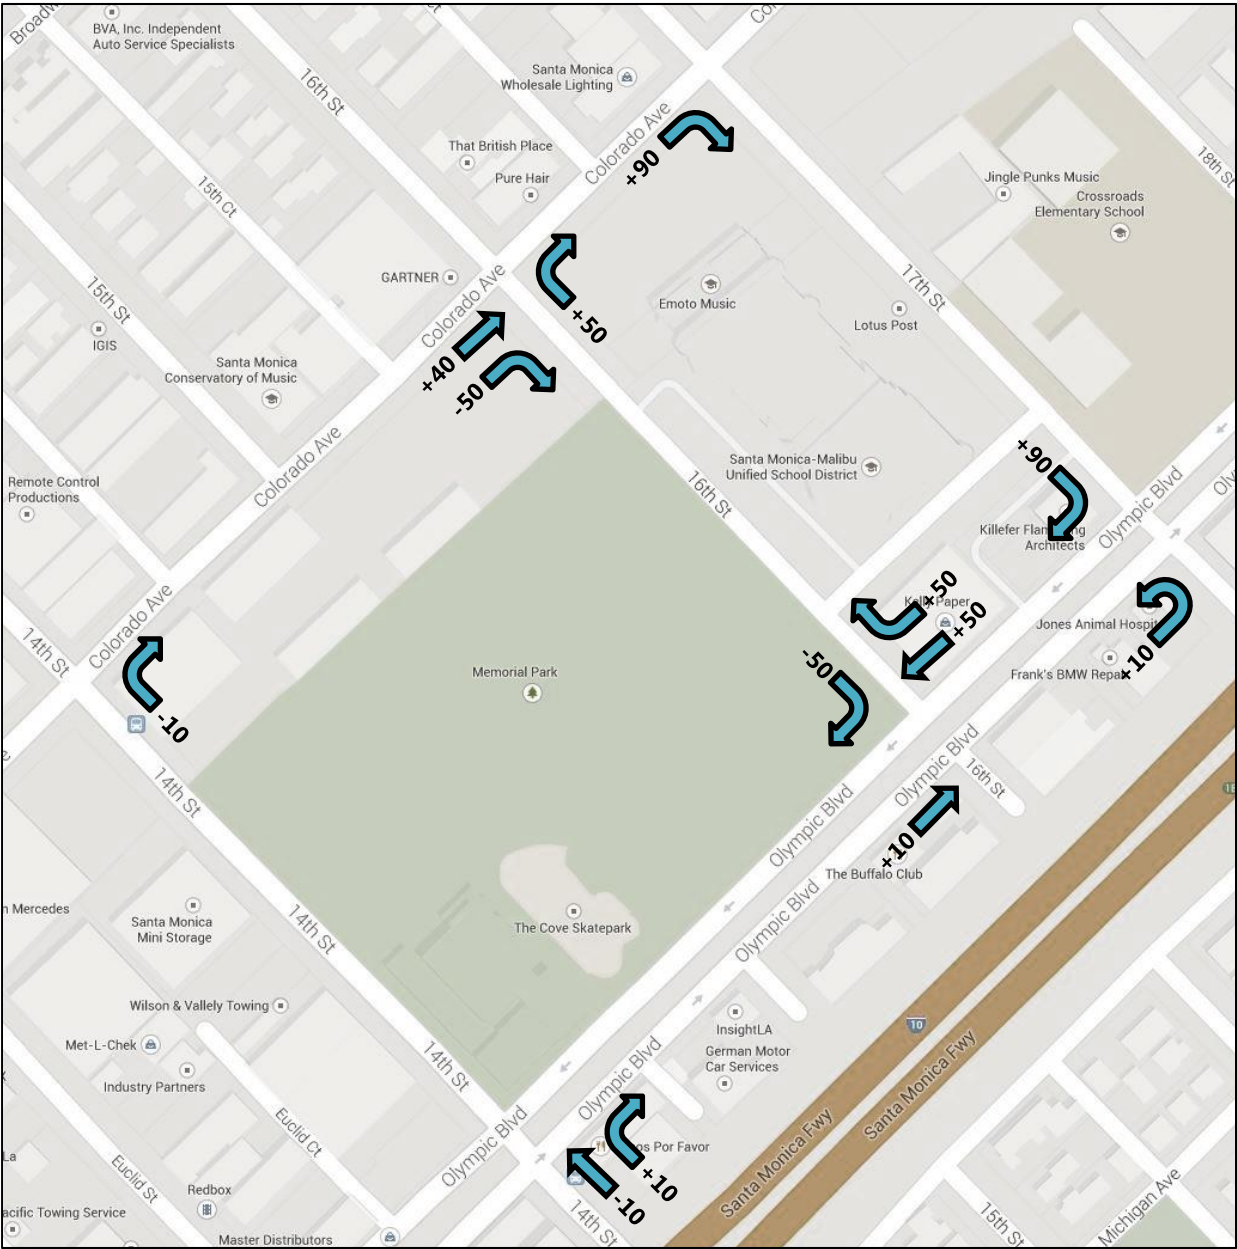 BVA, Inc. Independent
Auto Service Specialists
16th St
Santa Monica
Wholesale Lighting
Colorado Ave
+90
That British Place
Pure Hair
15th Ct
Jingle Punks Music
Crossroads
Elementary School
18th St
GARTNER
Colorado Ave
+50
Emoto Music
17th St
Lotus Post
15th St
IGIS
Santa Monica
Conservatory of Music
+40
-50
Santa Monica-Malibu
Unified School District
16th St
+90
Olympic Blvd
Remote Control
Productions
Colorado Ave
Architects
+50
+50
-50
Colorado Ave
14th St
Memorial Park
Jones Animal
Frank's BMW
+10
-10
14th St
Olympic Blvd
16th St
Olympic Blvd
+10
The Buffalo Club
Mercedes
Santa Monica
Mini Storage
14th St
The Cove Skatepark
Olympic Blvd
Wilson & Vallely Towing
Met-L-Chek
Industry Partners
14th St
InsightLA
German Motor
Car Services
10
Santa Monica Fwy
Olympic Blvd
Euclid Ct
Olympic Blvd
Por Favor
+10
-10
Santa Monica Fwy
La
Euclid St
Redbox
Pacific Towing Service
Master Distributors
14th St
15th St
Michigan Ave